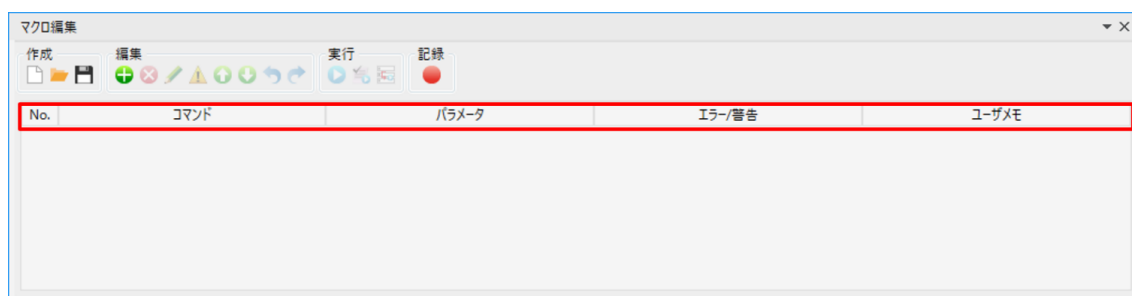 マクロ編集
作成 編集 実行 記録
No. コマンド パラメータ エラー/警告 ユーザメモ